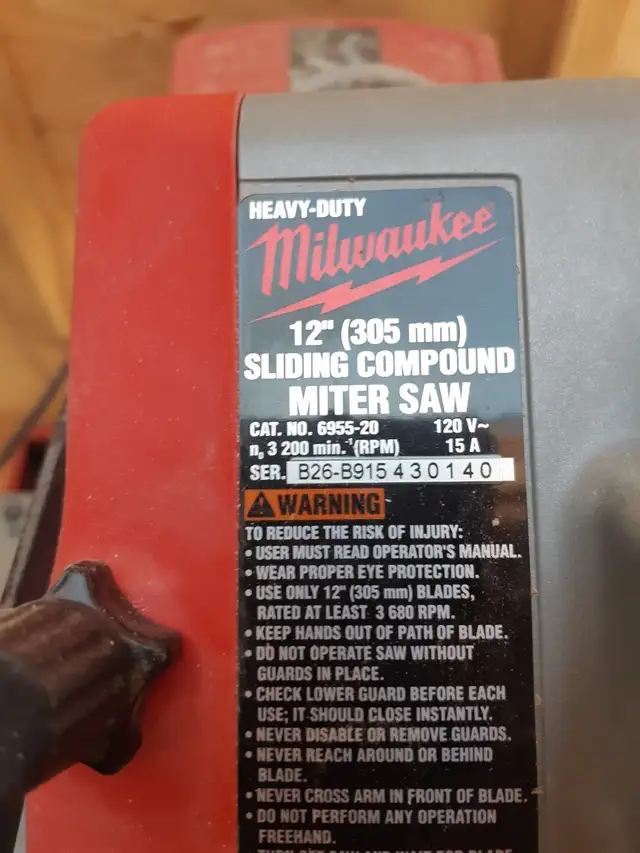 HEAVY-DUTY
Milwaukee
12" (305 mm)
SLIDING COMPOUND
MITER SAW
CAT. NO. 6955-20 120 V~
n₀ 3 200 min.⁻¹(RPM) 15 A
SER. B26-B915430140
WARNING
TO REDUCE THE RISK OF INJURY:
• USER MUST READ OPERATOR'S MANUAL.
• WEAR PROPER EYE PROTECTION.
• USE ONLY 12" (305 mm) BLADES,
RATED AT LEAST 3 680 RPM.
• KEEP HANDS OUT OF PATH OF BLADE.
• DO NOT OPERATE SAW WITHOUT
GUARDS IN PLACE.
• CHECK LOWER GUARD BEFORE EACH
USE; IT SHOULD CLOSE INSTANTLY.
• NEVER DISABLE OR REMOVE GUARDS.
• NEVER REACH AROUND OR BEHIND
BLADE.
• NEVER CROSS ARM IN FRONT OF BLADE.
• DO NOT PERFORM ANY OPERATION
FREEHAND.